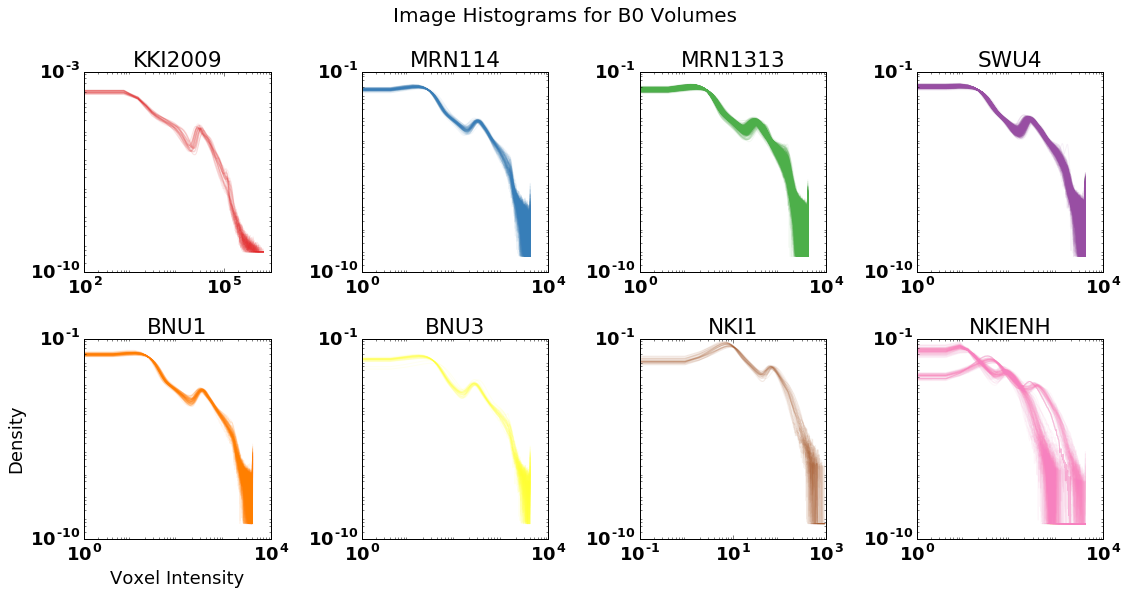 Image Histograms for B0 Volumes
KKI2009 MRN114 MRN1313 SWU4
10^-3 10^-1 10^-1 10^-1
10^-10 10^-10 10^-10 10^-10
10^2 10^5 10^0 10^4 10^0 10^4 10^0 10^4
BNU1 BNU3 NKI1 NKIENH
10^-1 10^-1 10^-1 10^-1
Density
10^-10 10^-10 10^-10 10^-10
10^0 10^4 10^0 10^4 10^-1 10^1 10^3 10^0 10^4
Voxel Intensity